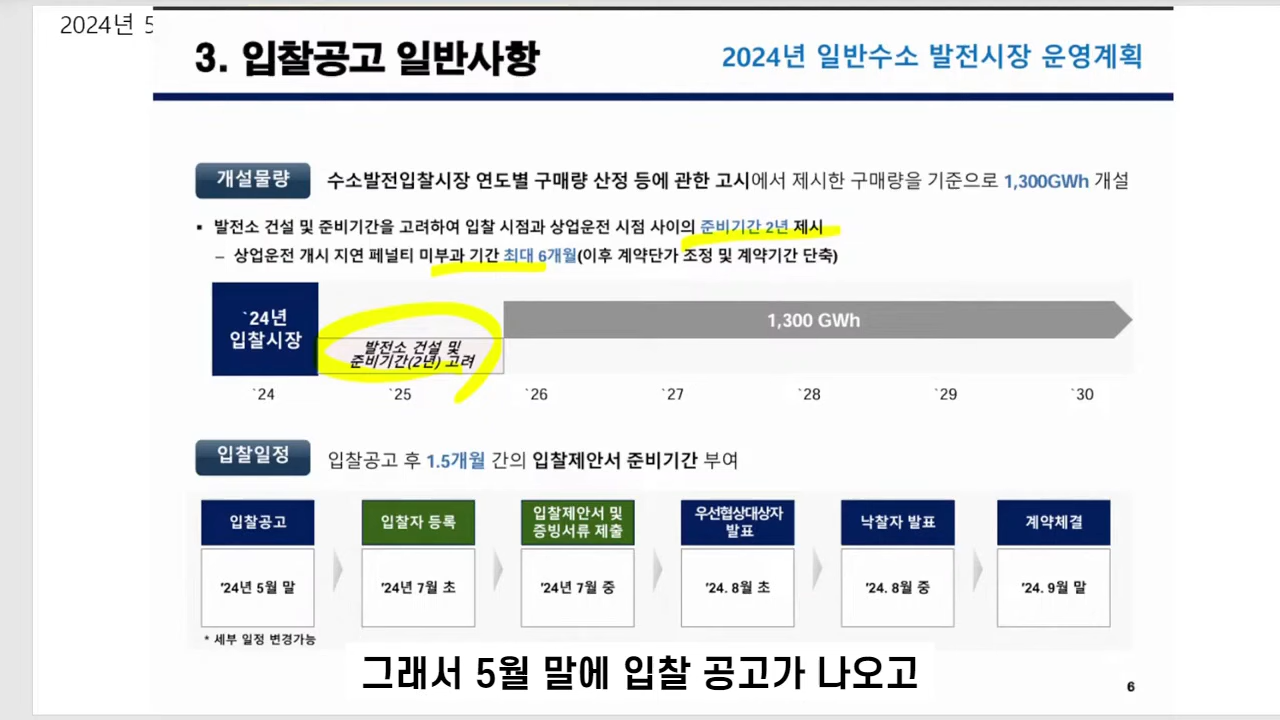 2024년 5
3. 입찰공고 일반사항
2024년 일반수소 발전시장 운영계획
개설물량
수소발전입찰시장 연도별 구매량 산정 등에 관한 고시에서 제시한 구매량을 기준으로 1,300GWh 개설
▪ 발전소 건설 및 준비기간을 고려하여 입찰 시점과 상업운전 시점 사이의 준비기간 2년 제시
– 상업운전 개시 지연 페널티 미부과 기간 최대 6개월(이후 계약단가 조정 및 계약기간 단축)
`24년
입찰시장
1,300 GWh
발전소 건설 및
준비기간(2년) 고려
`24 `25 `26 `27 `28 `29 `30
입찰일정
입찰공고 후 1.5개월 간의 입찰제안서 준비기간 부여
입찰공고
'24년 5월 말
입찰자 등록
'24년 7월 초
입찰제안서 및
증빙서류 제출
'24년 7월 중
우선협상대상자
발표
'24. 8월 초
낙찰자 발표
'24. 8월 중
계약체결
'24. 9월 말
* 세부 일정 변경가능
그래서 5월 말에 입찰 공고가 나오고
6